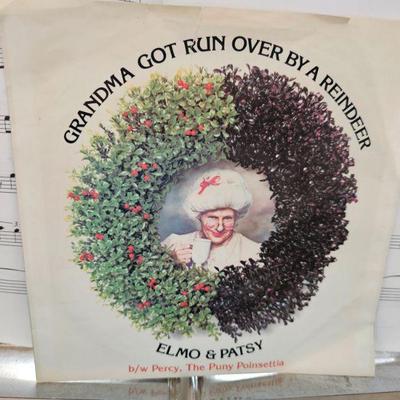 GRANDMA GOT RUN OVER BY A REINDEER
ELMO & PATSY
b/w Percy, The Puny Poinsettia